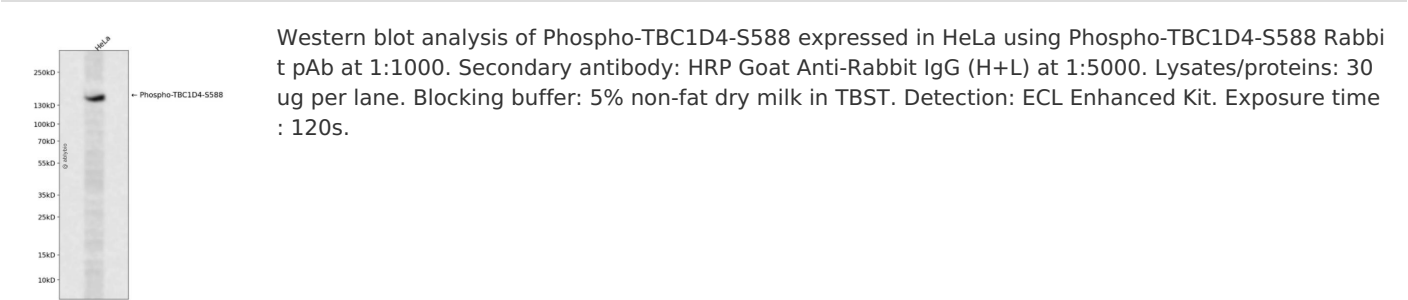 HeLa
250kD
130kD
100kD
70kD
55kD
35kD
25kD
15kD
10kD
← Phospho-TBC1D4-S588
@ abbytec
Western blot analysis of Phospho-TBC1D4-S588 expressed in HeLa using Phospho-TBC1D4-S588 Rabbi
t pAb at 1:1000. Secondary antibody: HRP Goat Anti-Rabbit IgG (H+L) at 1:5000. Lysates/proteins: 30
ug per lane. Blocking buffer: 5% non-fat dry milk in TBST. Detection: ECL Enhanced Kit. Exposure time
: 120s.